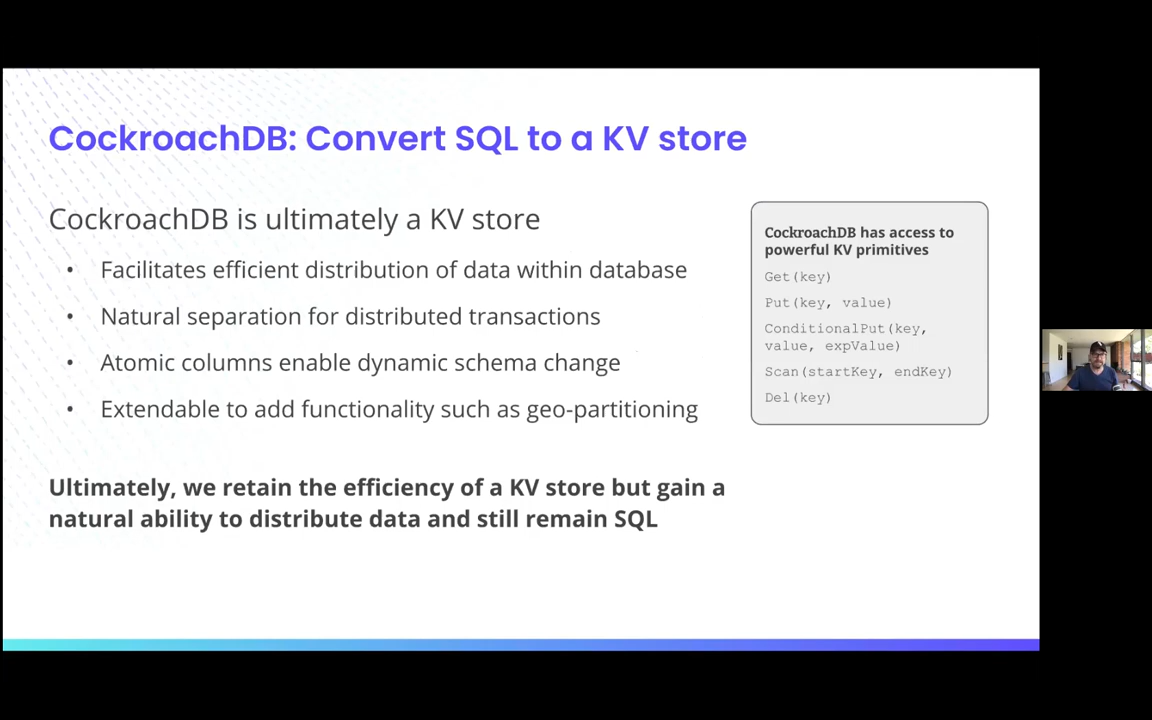 CockroachDB: Convert SQL to a KV store
CockroachDB is ultimately a KV store
• Facilitates efficient distribution of data within database
• Natural separation for distributed transactions
• Atomic columns enable dynamic schema change
• Extendable to add functionality such as geo-partitioning
Ultimately, we retain the efficiency of a KV store but gain a
natural ability to distribute data and still remain SQL
CockroachDB has access to
powerful KV primitives
Get(key)
Put(key, value)
ConditionalPut(key,
value, expValue)
Scan(startKey, endKey)
Del(key)